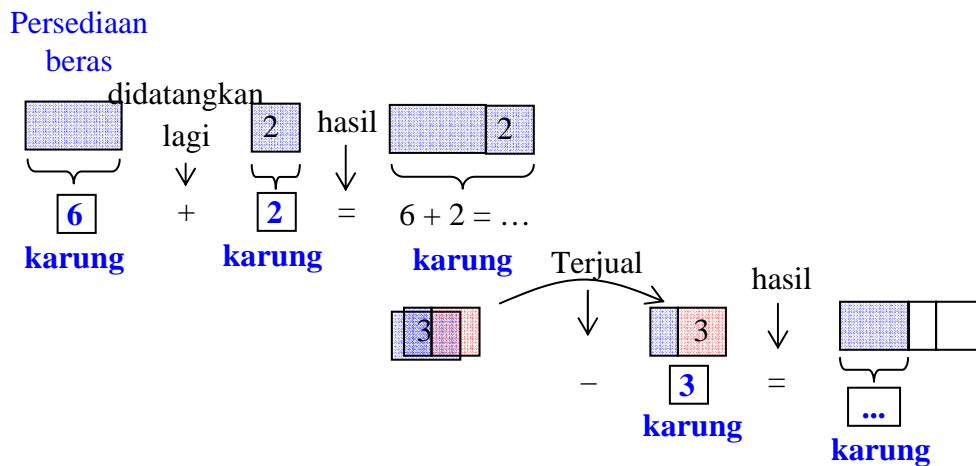 Persediaan
beras
didatangkan
lagi
2
hasil
2
6
+
2
=
6 + 2 = …
karung
karung
karung
Terjual
hasil
3
3
–
3
=
...
karung
karung